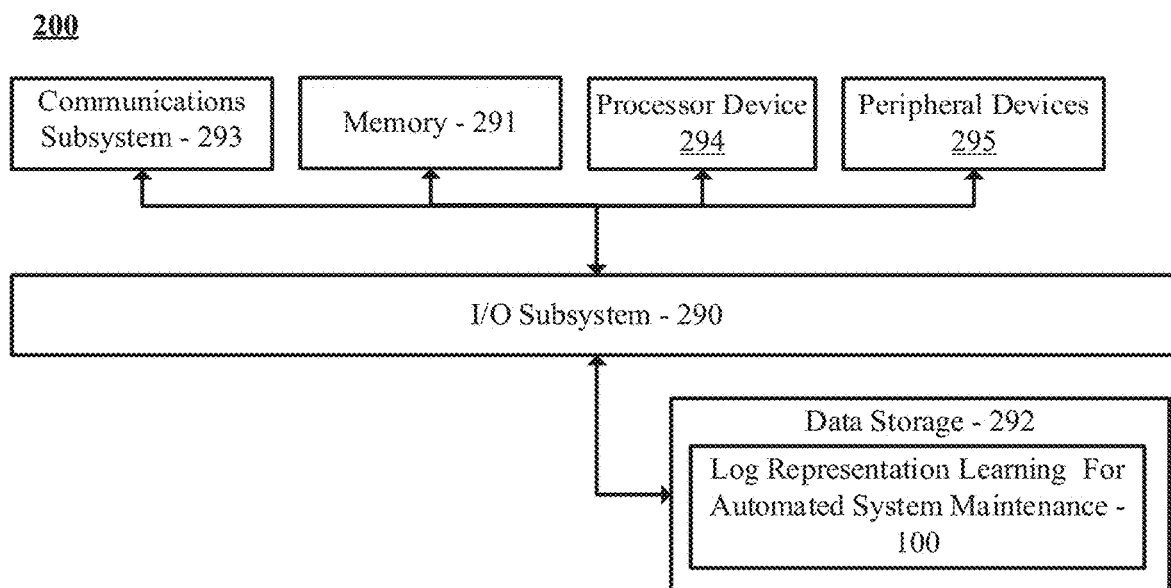 200
Communications
Subsystem - 293
Memory - 291
Processor Device
294
Peripheral Devices
295
I/O Subsystem - 290
Data Storage - 292
Log Representation Learning For
Automated System Maintenance -
100